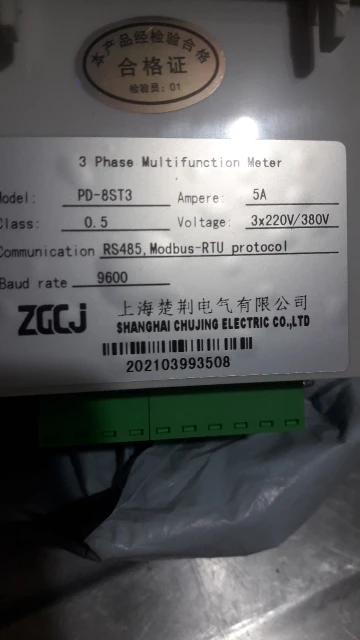 本产品经检验合格
合格证
检验员:01
3 Phase Multifunction Meter
Model: PD-8ST3 Ampere: 5A
Class: 0.5 Voltage: 3x220V/380V
Communication RS485,Modbus-RTU protocol
Baud rate 9600
ZGCJ 上海楚荆电气有限公司
SHANGHAI CHUJING ELECTRIC CO.,LTD
202103993508